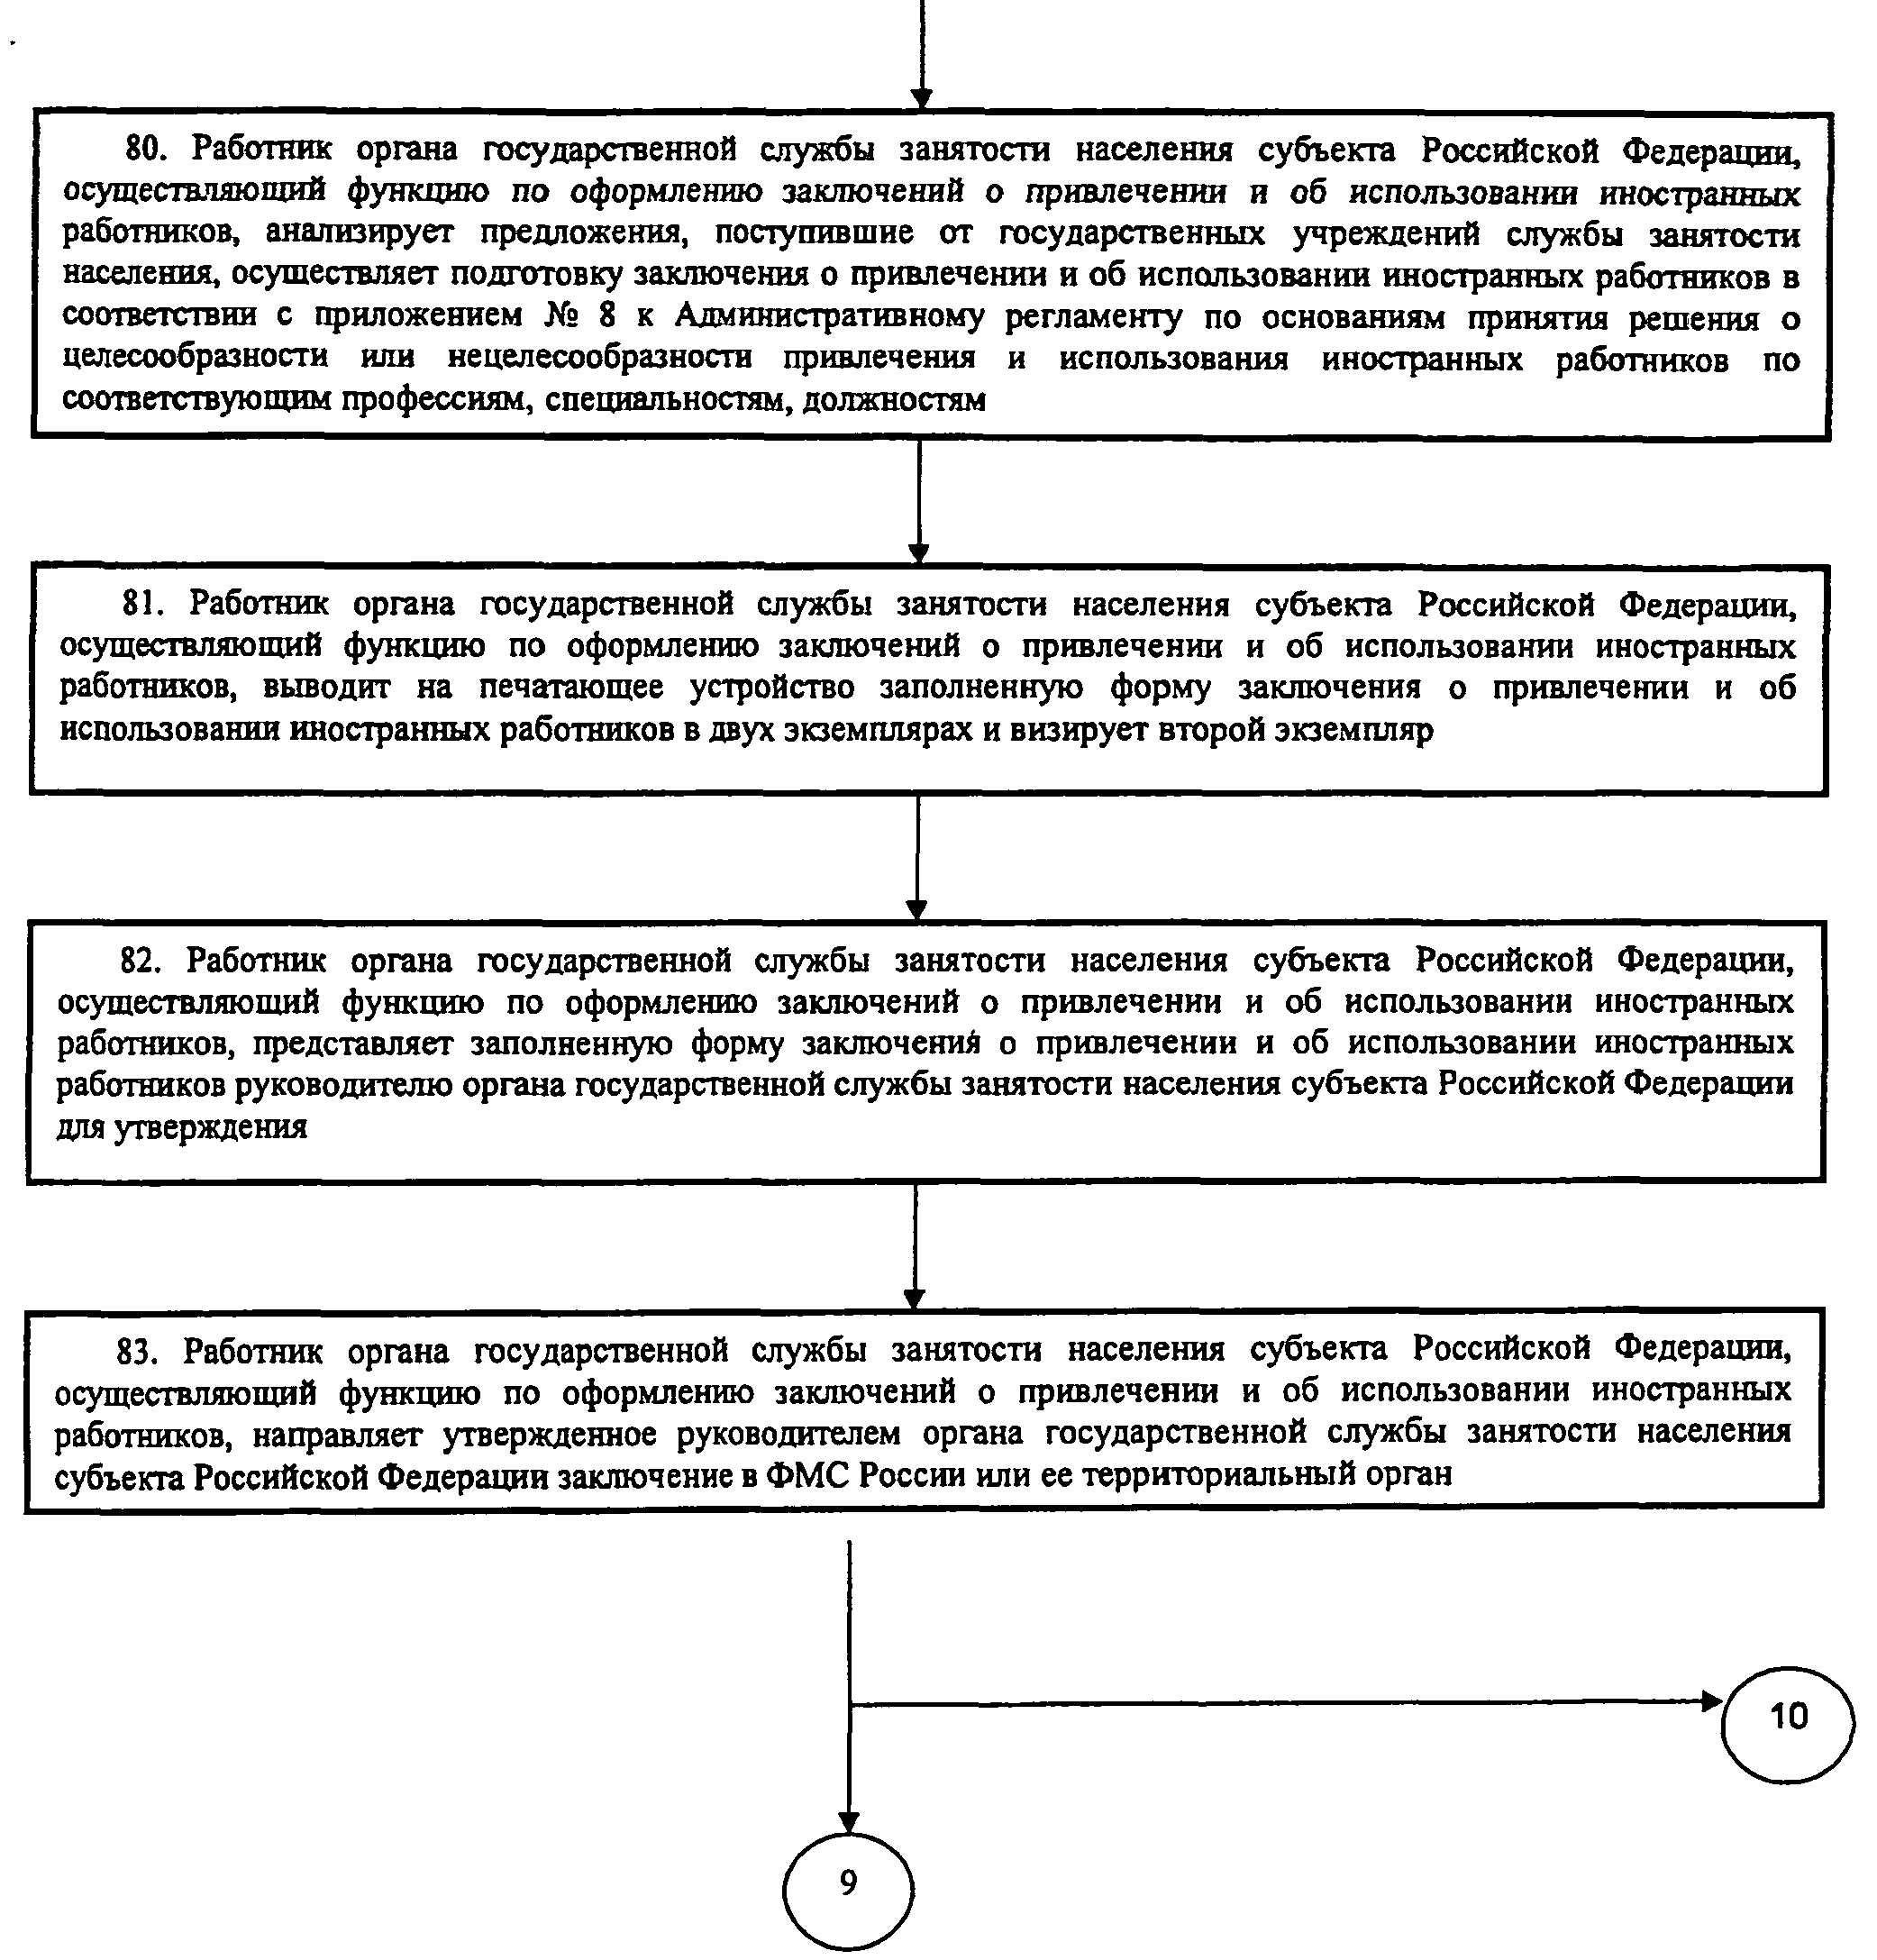 80. Работник органа государственной службы занятости населения субъекта Российской Федерации,
осуществляющий функцию по оформлению заключений о привлечении и об использовании иностранных
работников, анализирует предложения, поступившие от государственных учреждений службы занятости
населения, осуществляет подготовку заключения о привлечении и об использовании иностранных работников в
соответствии с приложением № 8 к Административному регламенту по основаниям принятия решения о
целесообразности или нецелесообразности привлечения и использования иностранных работников по
соответствующим профессиям, специальностям, должностям
81. Работник органа государственной службы занятости населения субъекта Российской Федерации,
осуществляющий функцию по оформлению заключений о привлечении и об использовании иностранных
работников, выводит на печатающее устройство заполненную форму заключения о привлечении и об
использовании иностранных работников в двух экземплярах и визирует второй экземпляр
82. Работник органа государственной службы занятости населения субъекта Российской Федерации,
осуществляющий функцию по оформлению заключений о привлечении и об использовании иностранных
работников, представляет заполненную форму заключения о привлечении и об использовании иностранных
работников руководителю органа государственной службы занятости населения субъекта Российской Федерации
для утверждения
83. Работник органа государственной службы занятости населения субъекта Российской Федерации,
осуществляющий функцию по оформлению заключений о привлечении и об использовании иностранных
работников, направляет утвержденное руководителем органа государственной службы занятости населения
субъекта Российской Федерации заключение в ФМС России или ее территориальный орган
10
9